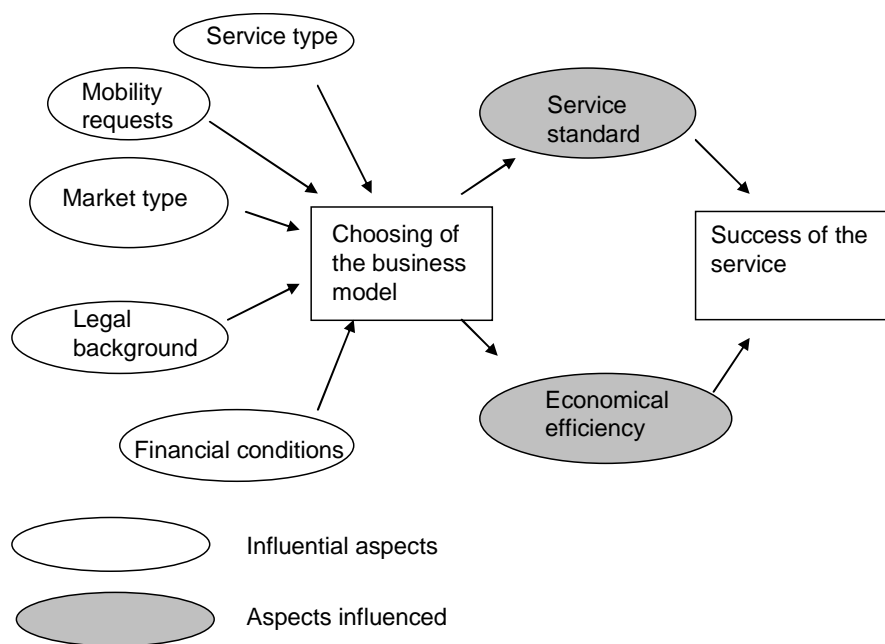 Service type
Mobility
requests
Market type
Legal
background
Financial conditions
Choosing of
the business
model
Service
standard
Economical
efficiency
Success of the
service
Influential aspects
Aspects influenced